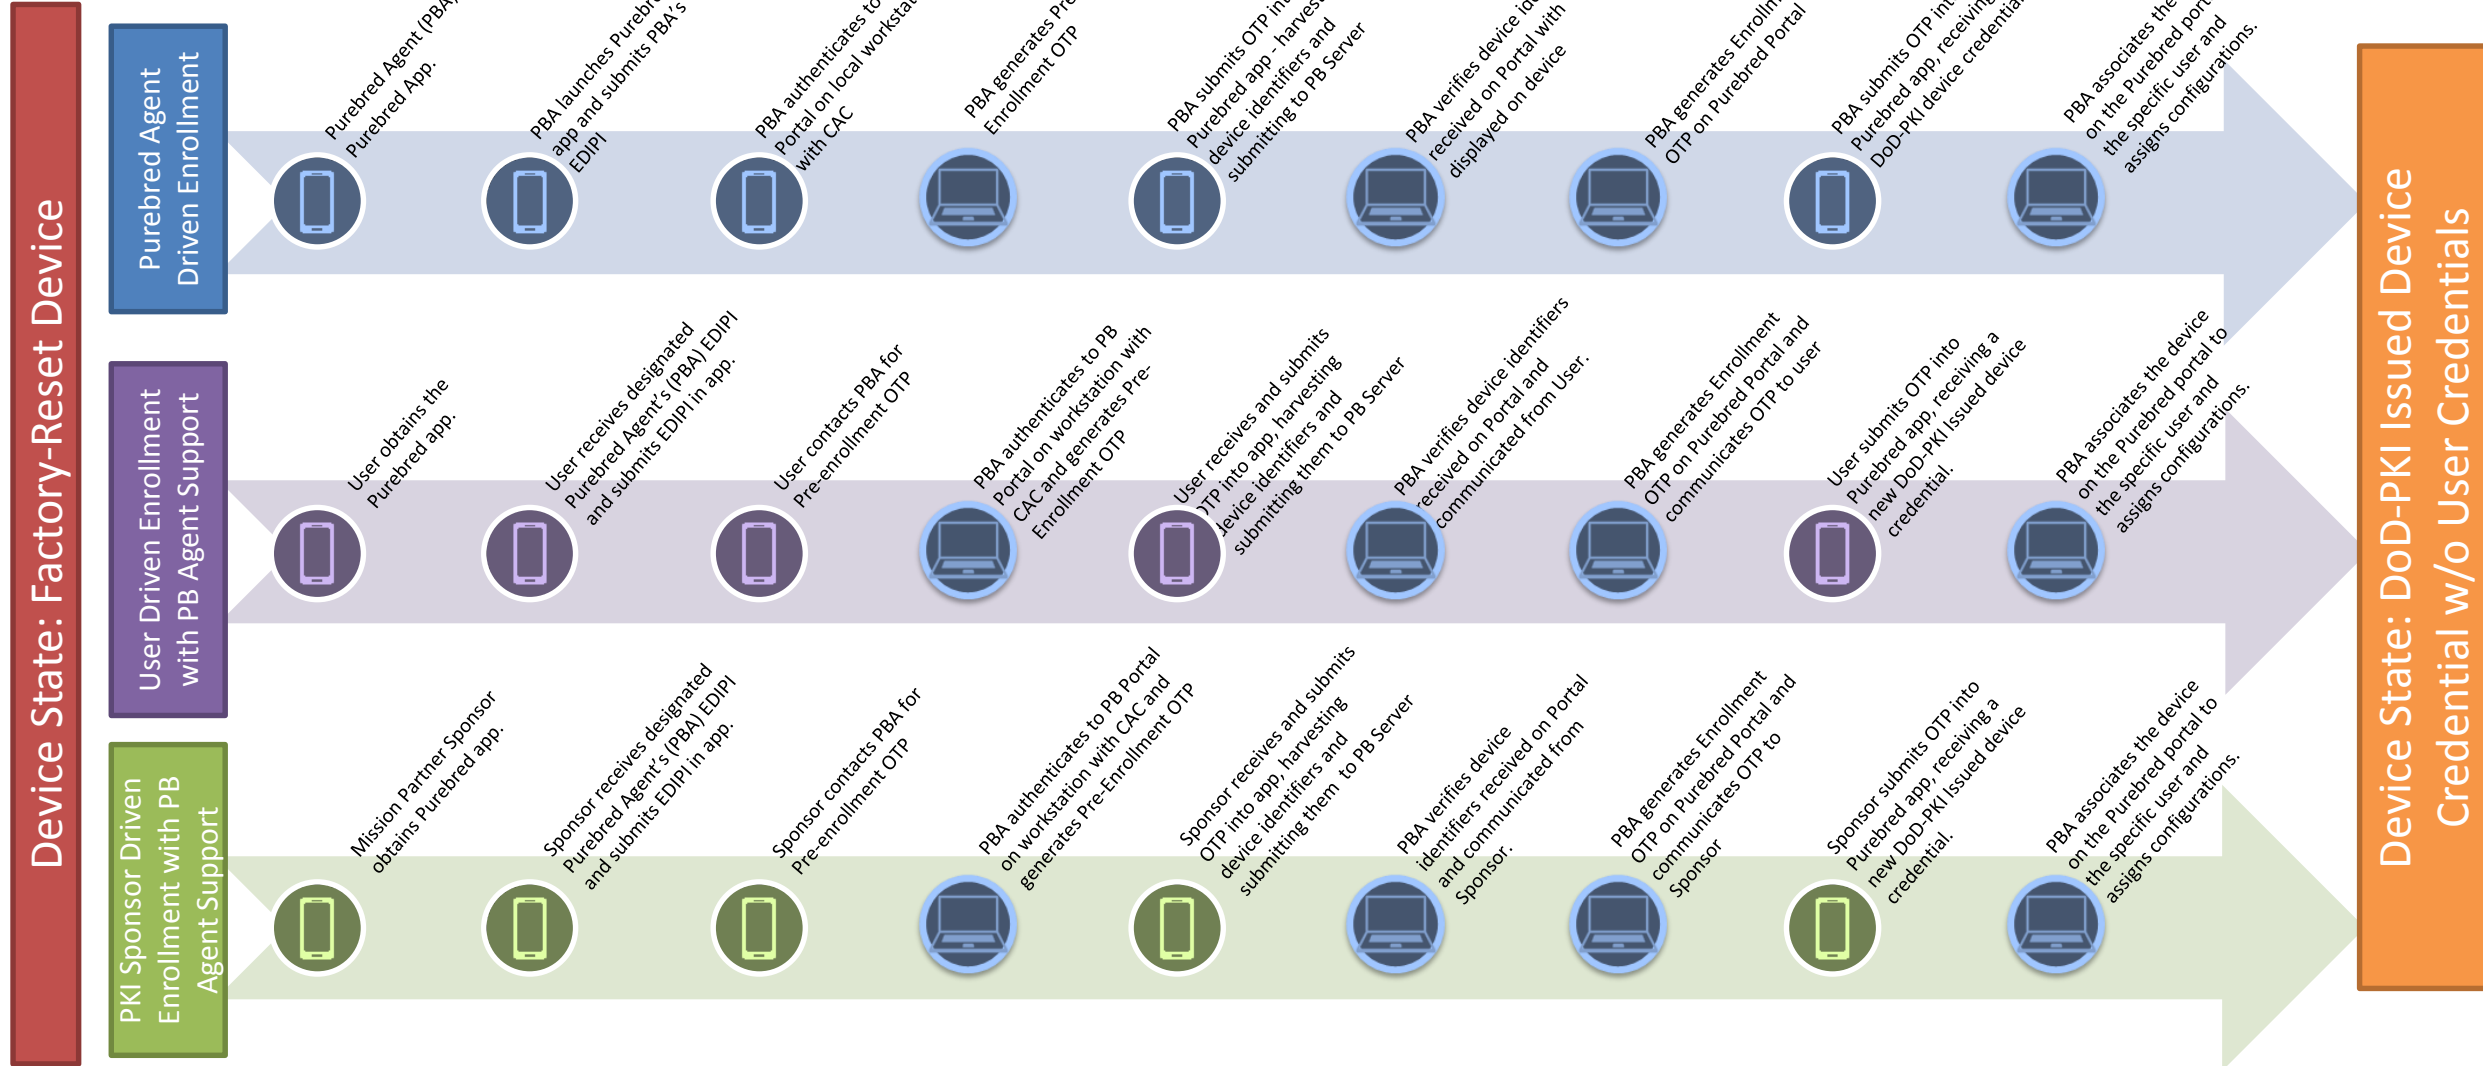 Device State: Factory-Reset Device
Purebred Agent
Driven Enrollment
Purebred Agent (PBA)
Purebred App.
PBA launches
app and submits PBA's
EDIPI
PBA authenticates to
Portal on local
with CAC
PBA generates
Enrollment OTP
PBA submits OTP
Purebred app - harvest
device identifiers and
submitting to PB Server
PBA verifies device
received on Portal with
displayed on device
PBA generates
OTP on Purebred Portal
PBA submits OTP
Purebred app, receiving
DoD-PKI device
PBA associates the
on the Purebred
the specific user and
assigns configurations.
User Driven Enrollment
with PB Agent Support
User obtains the
Purebred app.
User receives designated
Purebred Agent's (PBA) EDIPI
and submits EDIPI in app.
User contacts PBA for
Pre-enrollment OTP
PBA authenticates to PB
Portal on workstation with
CAC and generates Pre-
Enrollment OTP
User receives and submits
OTP into app, harvesting
device identifiers and
submitting them to PB Server
PBA verifies device identifiers
received on Portal and
communicated from User.
PBA generates Enrollment
OTP on Purebred Portal and
communicates OTP to user
User submits OTP into
Purebred app, receiving a
new DoD-PKI Issued device
credential.
PBA associates the device
on the Purebred portal to
the specific user and
assigns configurations.
PKI Sponsor Driven
Enrollment with PB
Agent Support
Mission Partner Sponsor
obtains Purebred app.
Sponsor receives designated
Purebred Agent's (PBA) EDIPI
and submits EDIPI in app.
Sponsor contacts PBA for
Pre-enrollment OTP
PBA authenticates to PB Portal
on workstation with CAC and
generates Pre-Enrollment OTP
Sponsor receives and submits
OTP into app, harvesting
device identifiers and
submitting them to PB Server
PBA verifies device
identifiers received on Portal
and communicated from
Sponsor.
PBA generates Enrollment
OTP on Purebred Portal and
communicates OTP to
Sponsor
Sponsor submits OTP into
Purebred app, receiving a
new DoD-PKI Issued device
credential.
PBA associates the device
on the Purebred portal to
the specific user and
assigns configurations.
Device State: DoD-PKI Issued Device
Credential w/o User Credentials